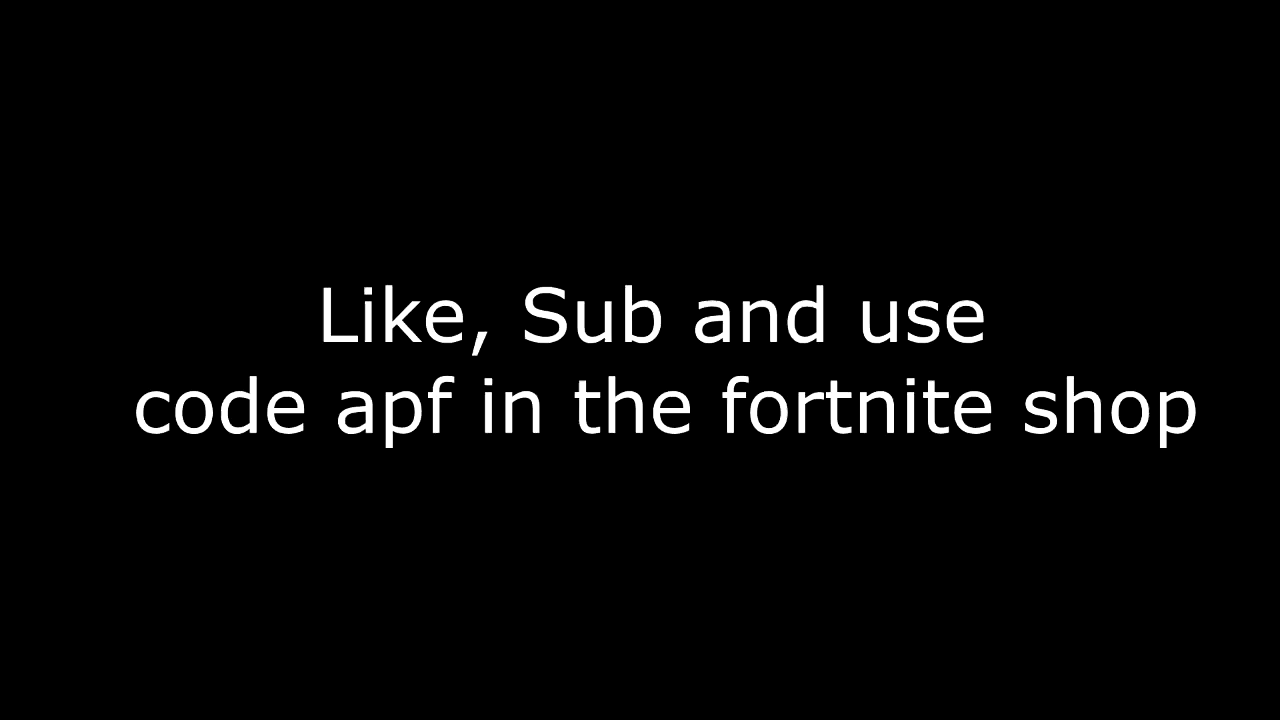 Like, Sub and use
code apf in the fortnite shop